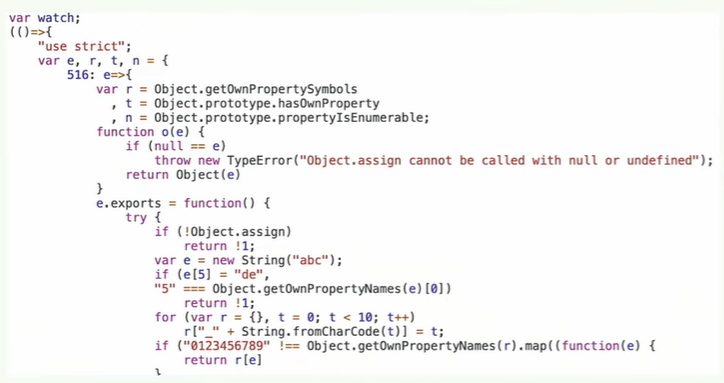 var watch;
(()=>{
"use strict";
var e, r, t, n = {
516: e=>{
var r = Object.getOwnPropertySymbols
, t = Object.prototype.hasOwnProperty
, n = Object.prototype.propertyIsEnumerable;
function o(e) {
if (null == e)
throw new TypeError("Object.assign cannot be called with null or undefined");
return Object(e)
}
e.exports = function() {
try {
if (!Object.assign)
return !1;
var e = new String("abc");
if (e[5] = "de",
"5" === Object.getOwnPropertyNames(e)[0])
return !1;
for (var r = {}, t = 0; t < 10; t++)
r["_" + String.fromCharCode(t)] = t;
if ("0123456789" !== Object.getOwnPropertyNames(r).map((function(e) {
return r[e]
}